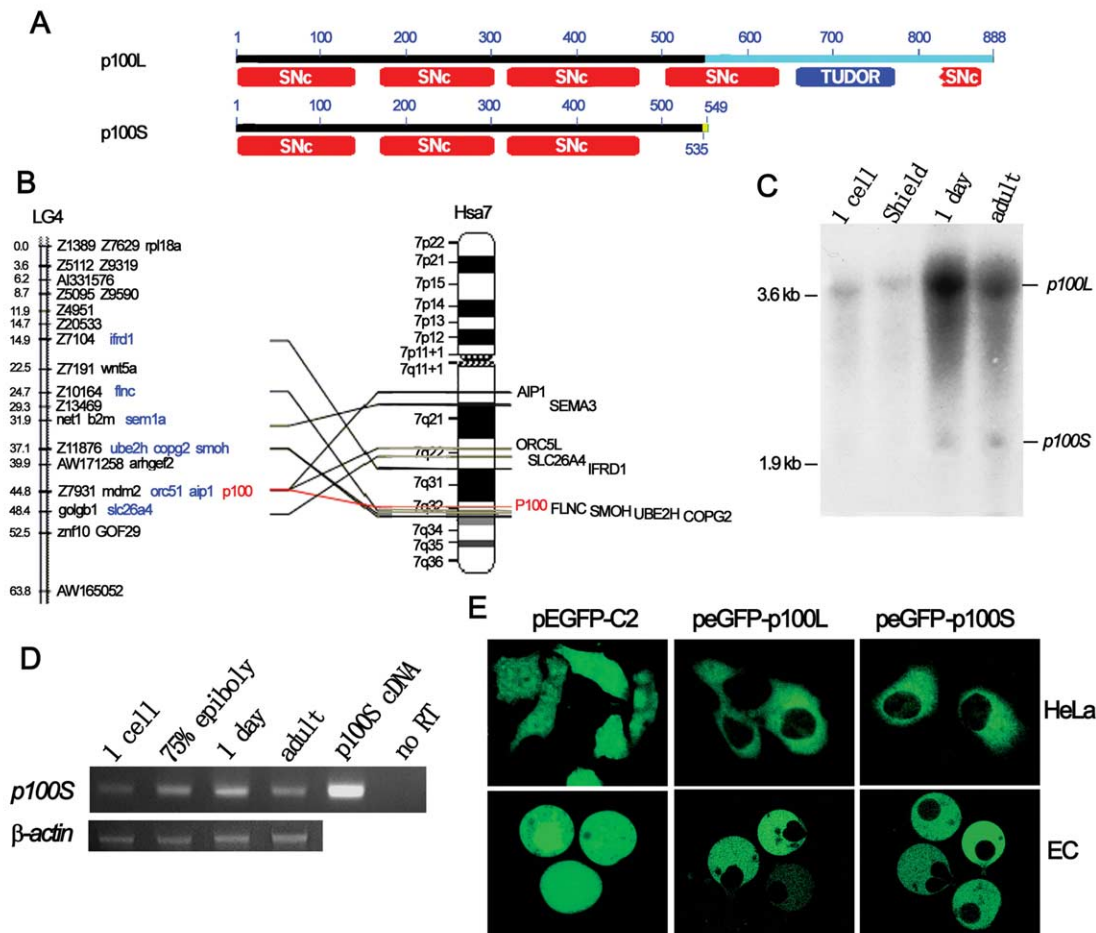 A
1 100 200 300 400 500 600 700 800 888
p100L
SNc SNc SNc SNc TUDOR SNc
1 100 200 300 400 500 549
p100S
535
SNc SNc SNc
B
LG4
0.0 Z1389 Z7629 rpl18a
3.6 Z5112 Z9319
6.2 AI331576
8.7 Z5095 Z9590
11.9 Z4951
14.7 Z20533
14.9 Z7104 ifrd1
22.5 Z7191 wnt5a
24.7 Z10164 flnc
29.3 Z13469
31.9 net1 b2m sem1a
37.1 Z11876 ube2h copg2 smoh
39.9 AW171258 arhgef2
44.8 Z7931 mdm2 orc51 aip1 p100
48.4 golgb1 slc26a4
52.5 znf10 GOF29
63.8 AW165052
Hsa7
7p22
7p21
7p15
7p14
7p13
7p12
7p11+1
7q11+1
7q21
7q22
7q31
7q32
7q34
7q35
7q36
AIP1
SEMA3
ORC5L
SLC26A4
IFRD1
P100 FLNC SMOH UBE2H COPG2
C
1 cell Shield 1 day adult
3.6 kb
p100L
p100S
1.9 kb
D
1 cell 75% epiboly 1 day adult p100S cDNA no RT
p100S
β-actin
E
pEGFP-C2 peGFP-p100L peGFP-p100S
HeLa
EC